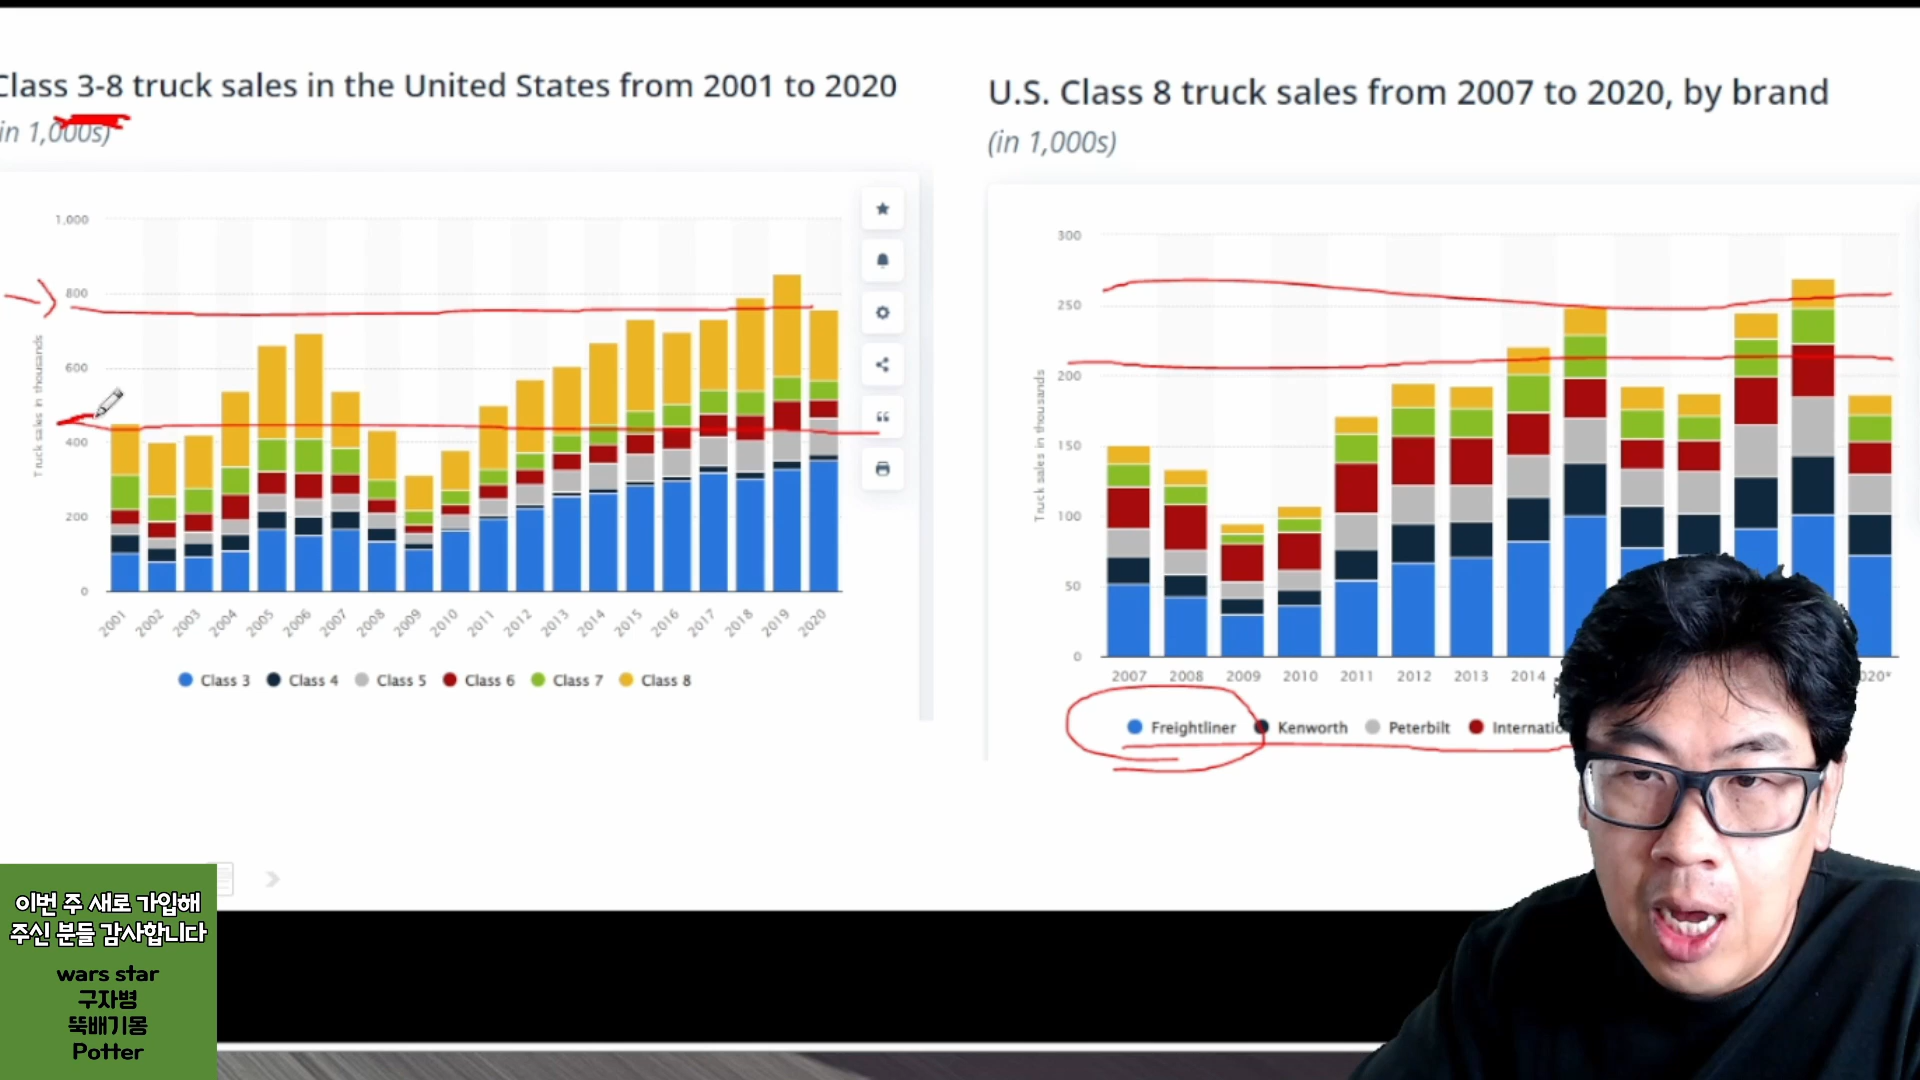 Class 3-8 truck sales in the United States from 2001 to 2020
in 1,000s)
1,000
800
600
400
200
0
Truck sales in thousands
2001 2002 2003 2004 2005 2006 2007 2008 2009 2010 2011 2012 2013 2014 2015 2016 2017 2018 2019 2020
Class 3 Class 4 Class 5 Class 6 Class 7 Class 8
U.S. Class 8 truck sales from 2007 to 2020, by brand
(in 1,000s)
300
250
200
150
100
50
0
Truck sales in thousands
2007 2008 2009 2010 2011 2012 2013 2014 020*
Freightliner Kenworth Peterbilt Internatio
이번 주 새로 가입해
주신 분들 감사합니다
wars star
구자병
뚝배기몽
Potter